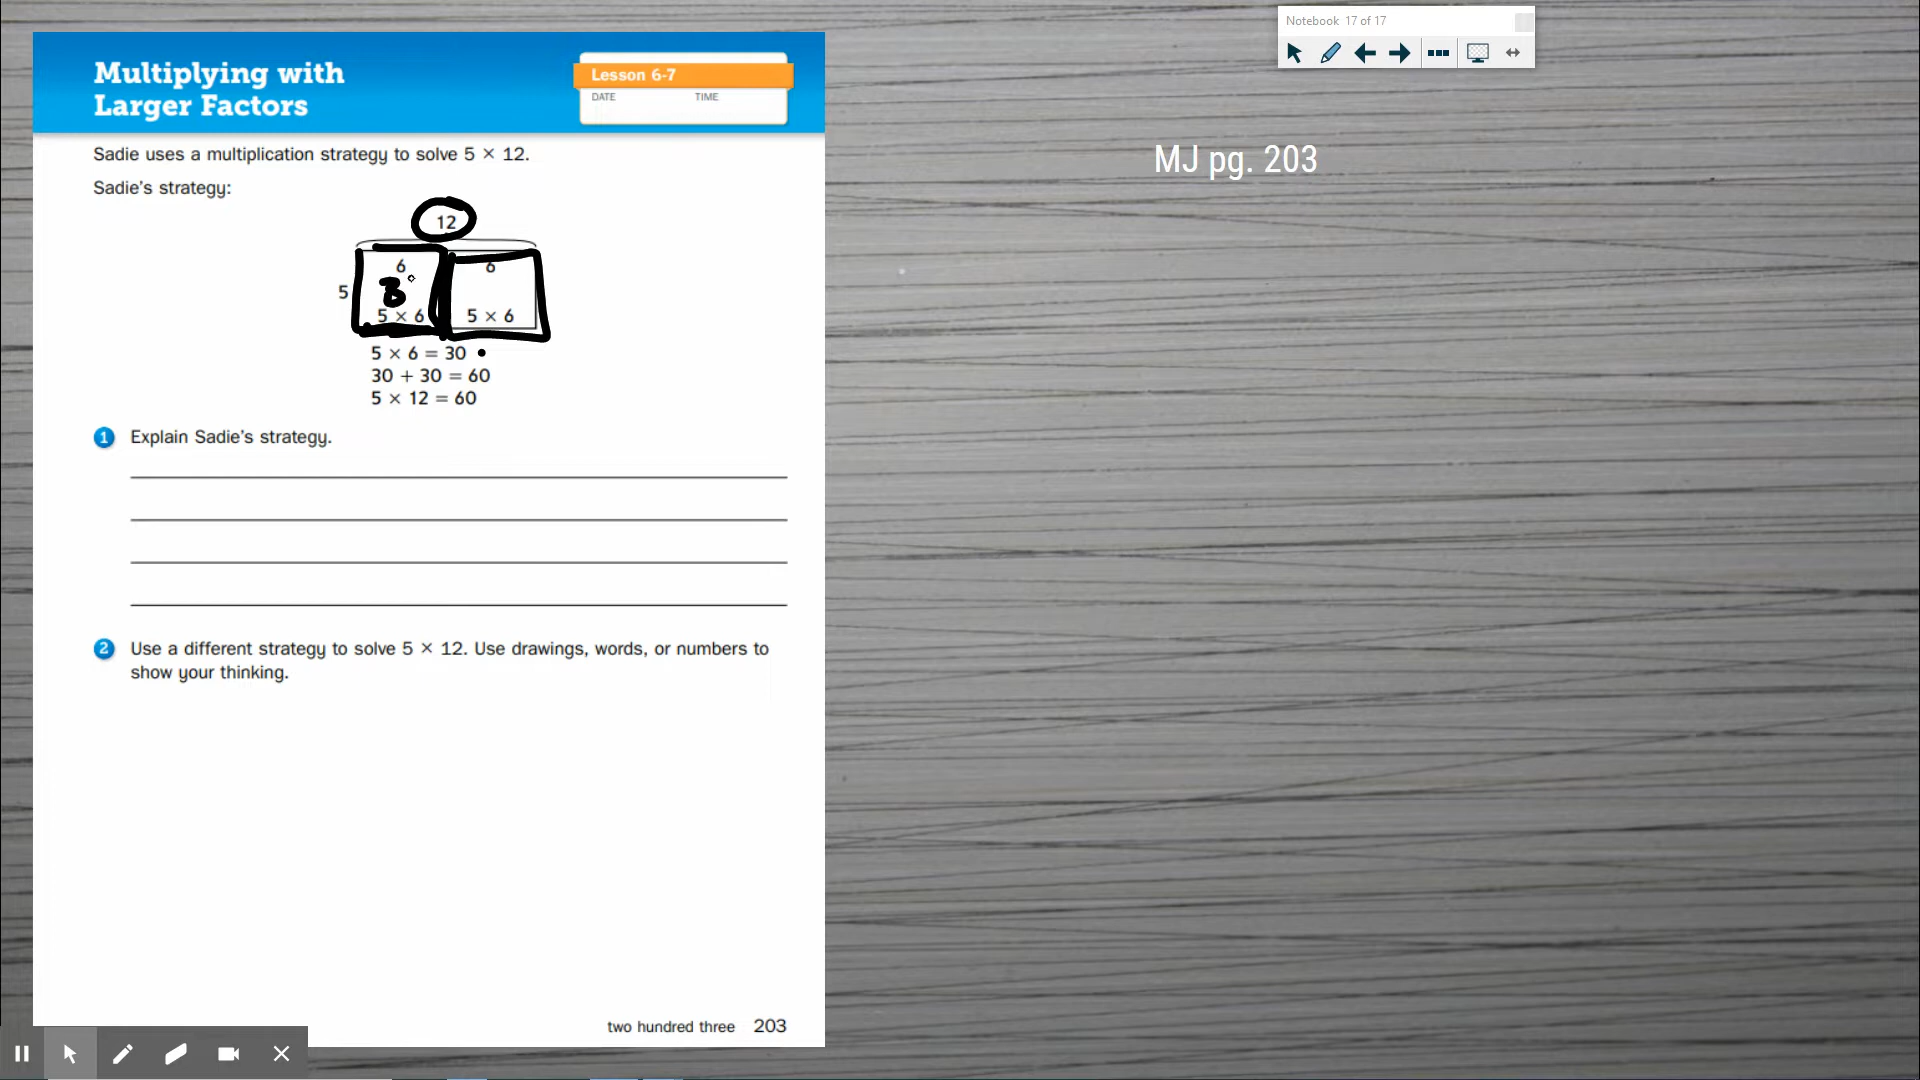 Notebook 17 of 17
Multiplying with
Larger Factors
Lesson 6-7
DATE TIME
Sadie uses a multiplication strategy to solve 5 × 12.
Sadie's strategy:
12
6 6
5
3
5 × 6 5 × 6
5 × 6 = 30
30 + 30 = 60
5 × 12 = 60
1 Explain Sadie's strategy.
2 Use a different strategy to solve 5 × 12. Use drawings, words, or numbers to
show your thinking.
two hundred three 203
MJ pg. 203